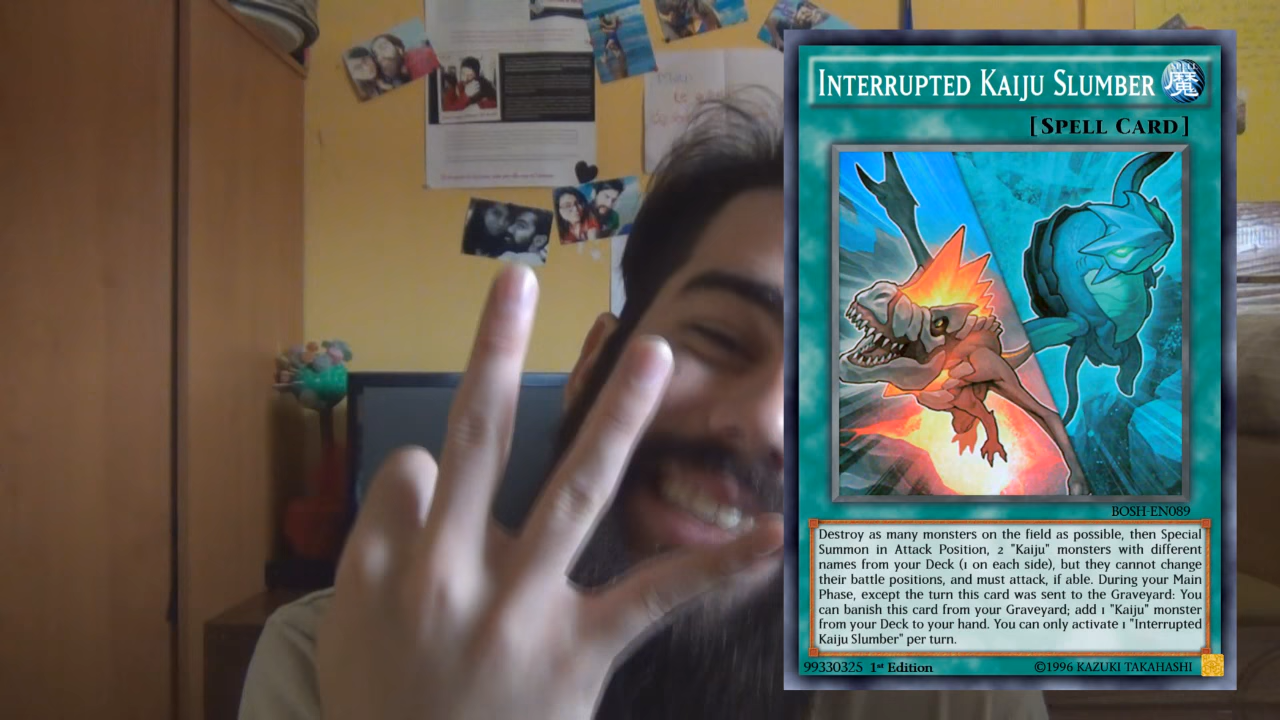 INTERRUPTED KAIJU SLUMBER 魔
[SPELL CARD]
BOSH-EN089
Destroy as many monsters on the field as possible, then Special
Summon in Attack Position, 2 "Kaiju" monsters with different
names from your Deck (1 on each side), but they cannot change
their battle positions, and must attack, if able. During your Main
Phase, except the turn this card was sent to the Graveyard: You
can banish this card from your Graveyard; add 1 "Kaiju" monster
from your Deck to your hand. You can only activate 1 "Interrupted
Kaiju Slumber" per turn.
99330325 1st Edition ©1996 KAZUKI TAKAHASHI